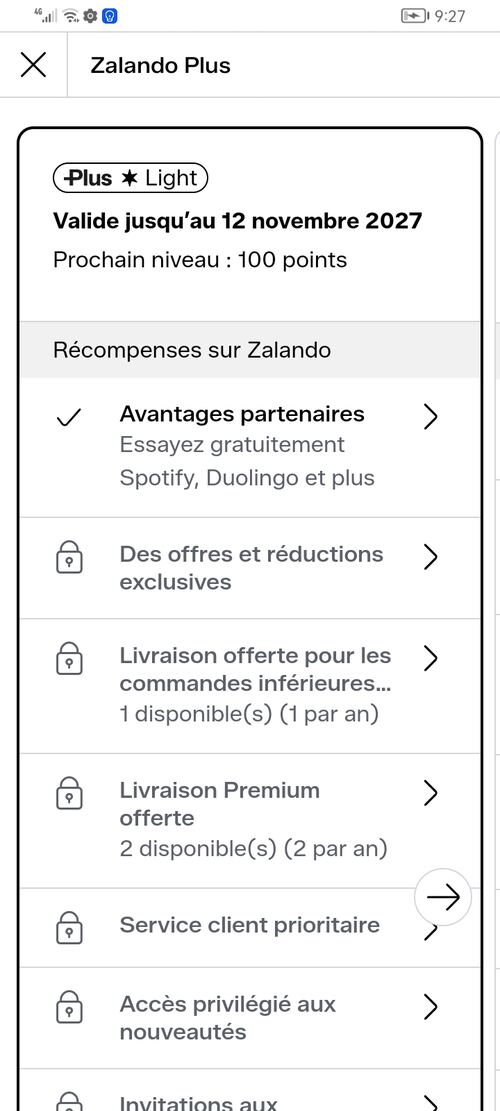 4G 9:27
Zalando Plus
Plus Light
Valide jusqu'au 12 novembre 2027
Prochain niveau : 100 points
Récompenses sur Zalando
Avantages partenaires
Essayez gratuitement
Spotify, Duolingo et plus
Des offres et réductions
exclusives
Livraison offerte pour les
commandes inférieures...
1 disponible(s) (1 par an)
Livraison Premium
offerte
2 disponible(s) (2 par an)
Service client prioritaire
Accès privilégié aux
nouveautés
Invitations aux